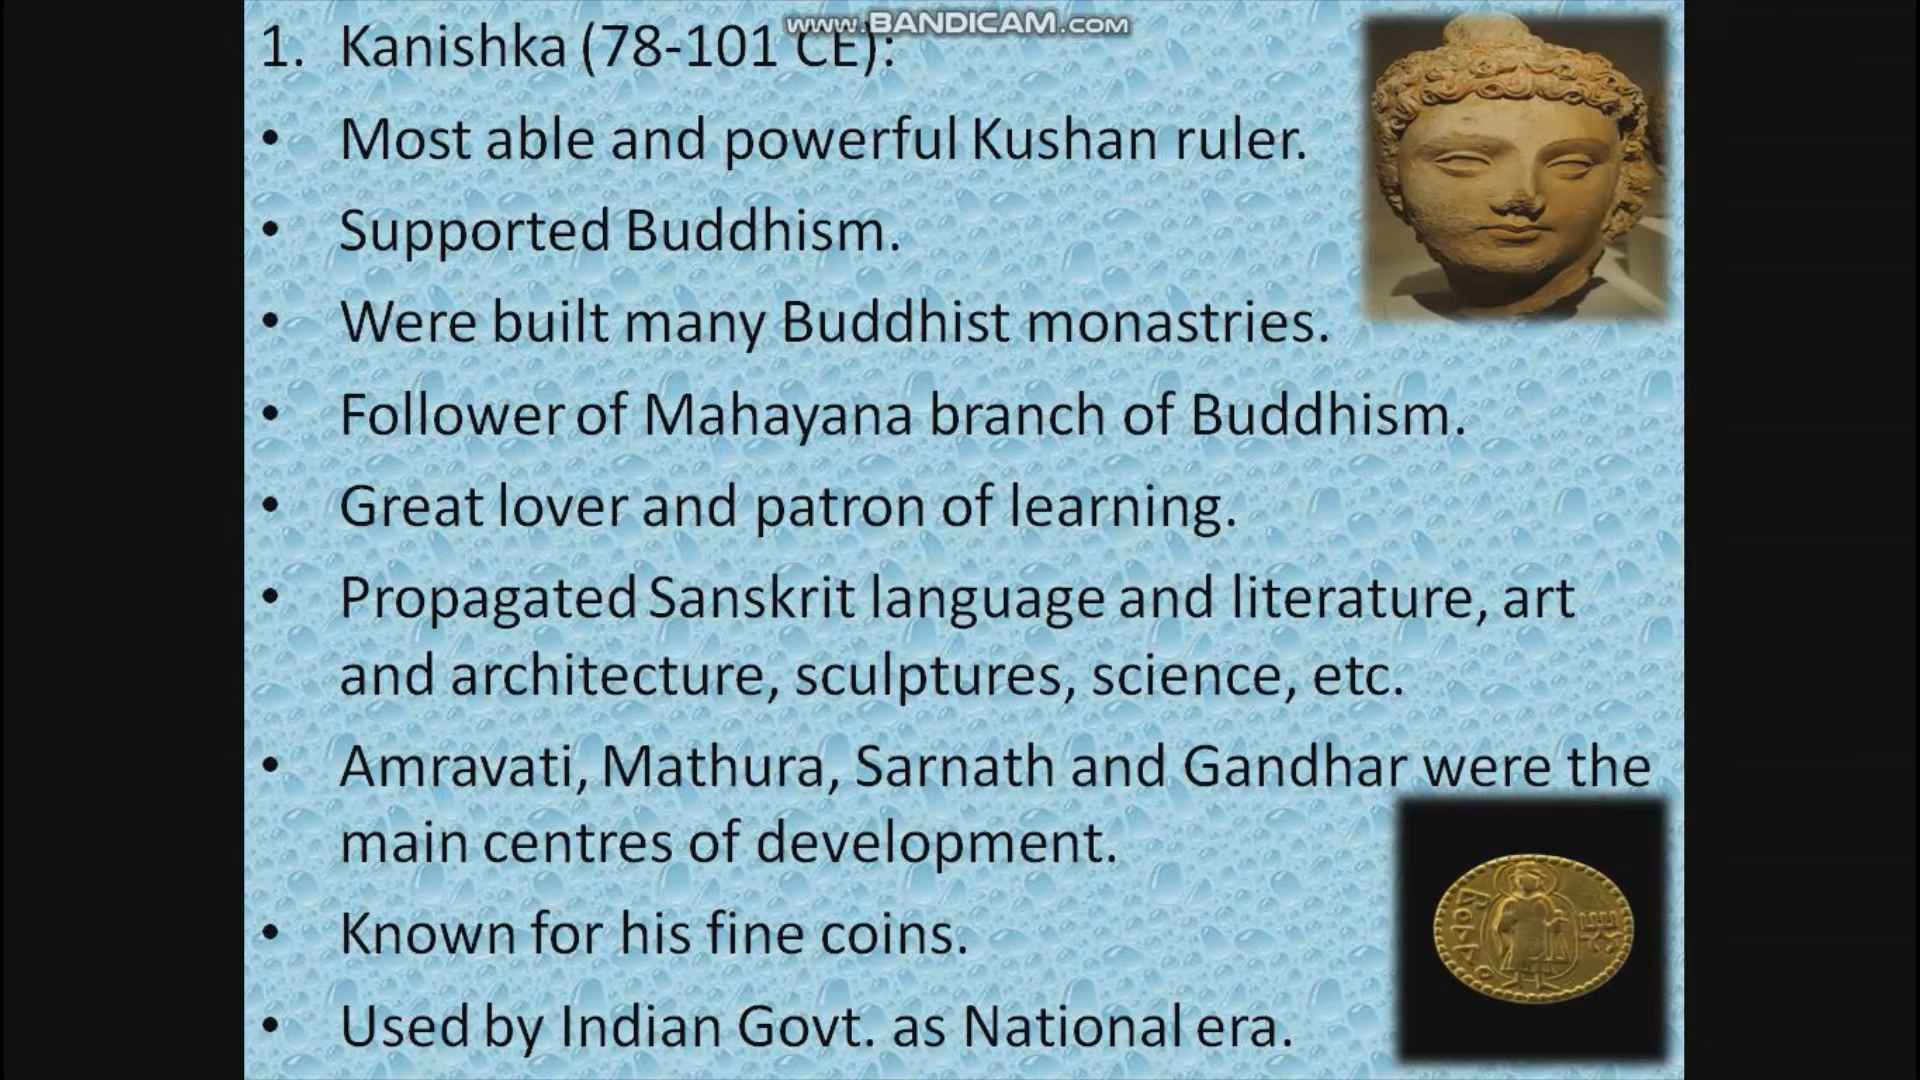 www.BANDICAM.com
1. Kanishka (78-101 CE):
• Most able and powerful Kushan ruler.
• Supported Buddhism.
• Were built many Buddhist monastries.
• Follower of Mahayana branch of Buddhism.
• Great lover and patron of learning.
• Propagated Sanskrit language and literature, art
and architecture, sculptures, science, etc.
• Amravati, Mathura, Sarnath and Gandhar were the
main centres of development.
• Known for his fine coins.
• Used by Indian Govt. as National era.